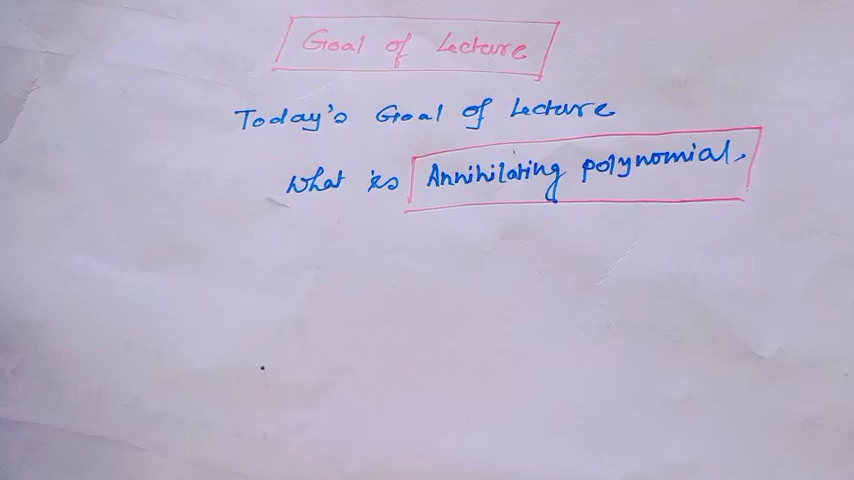 Goal of Lecture
Today's Goal of Lecture
What is Annihilating polynomial.